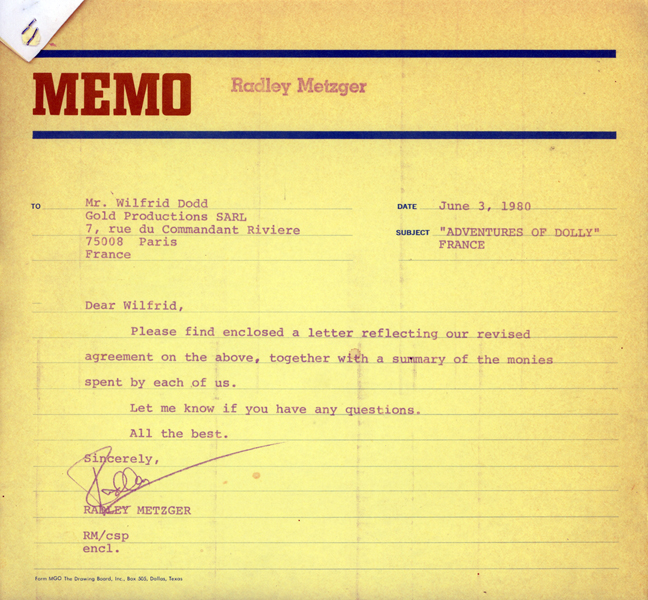 MEMO
Radley Metzger
TO
Mr. Wilfrid Dodd
Gold Productions SARL
7, rue du Commandant Riviere
75008 Paris
France
DATE June 3, 1980
SUBJECT "ADVENTURES OF DOLLY"
FRANCE
Dear Wilfrid,
Please find enclosed a letter reflecting our revised
agreement on the above, together with a summary of the monies
spent by each of us.
Let me know if you have any questions.
All the best.
Sincerely,
Radley
RADLEY METZGER
RM/csp
encl.
Form MGO The Drawing Board, Inc., Box 505, Dallas, Texas